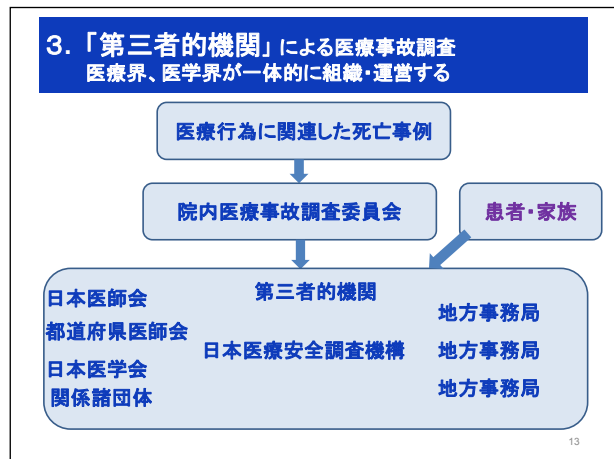 ３．「第三者的機関」による医療事故調査
医療界、医学界が一体的に組織・運営する
医療行為に関連した死亡事例
院内医療事故調査委員会
患者・家族
第三者的機関
日本医師会
都道府県医師会
日本医学会
関係諸団体
日本医療安全調査機構
地方事務局
地方事務局
地方事務局
13